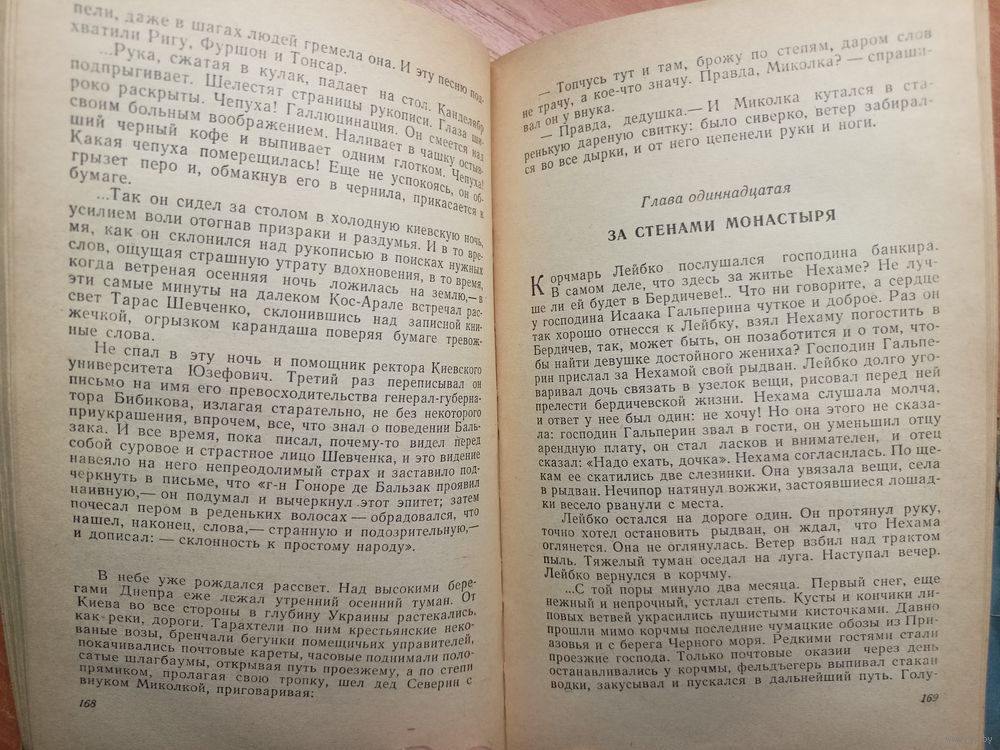 пели, даже в шагах людей гремела она. И эту песню под-
хватили Ригу, Фуршон и Тонсар.
...Рука, сжатая в кулак, падает на стол. Канделябр
подпрыгивает. Шелестят страницы рукописи. Глаза ши-
роко раскрыты. Чепуха! Галлюцинация. Он смеется над
своим больным воображением. Наливает в чашку остыв-
ший черный кофе и выпивает одним глотком. Чепуха!
Какая чепуха померещилась! Еще не успокоясь, он об-
грызет перо и, обмакнув его в чернила, прикасается к
бумаге.
...Так он сидел за столом в холодную киевскую ночь,
усилием воли отогнав призраки и раздумья. И в то вре-
мя, как он склонился над рукописью в поисках нужных
слов, ощущая страшную утрату вдохновения, в то время,
когда ветреная осенняя ночь ложилась на землю,— в
эти самые минуты на далеком Кос-Арале встречал рас-
свет Тарас Шевченко, склонившись над записной кни-
жечкой, огрызком карандаша поверяя бумаге тревож-
ные слова.
Не спал в эту ночь и помощник ректора Киевского
университета Юзефович. Третий раз переписывал он
письмо на имя его превосходительства генерал-губерна-
тора Бибикова, излагая старательно, не без некоторого
приукрашения, впрочем, все, что знал о поведении Баль-
зака. И все время, пока писал, почему-то видел перед
собой суровое и страстное лицо Шевченка, и это видение
навеяло на него непреодолимый страх и заставило под-
черкнуть в письме, что «г-н Гоноре де Бальзак проявил
наивную,— он подумал и вычеркнул этот эпитет; затем
почесал пером в реденьких волосах — обрадовался, что
нашел, наконец, слова,— странную и подозрительную,—
и дописал: — склонность к простому народу».
В небе уже рождался рассвет. Над высокими бере-
гами Днепра еже лежал утренний осенний туман. От
Киева во все стороны в глубину Украины растекались,
как реки, дороги. Тарахтели по ним крестьянские неко-
ваные возы, бренчали бегунки помещичьих управителей,
покачивались почтовые кареты, часовые поднимали поло-
сатые шлагбаумы, открывая путь проезжему, а по степи
прямиком, пролагая свою тропку, шел дед Северин с
внуком Миколкой, приговаривая:
168
— Топчусь тут и там, брожу по степям, даром слов
не трачу, а кое-что значу. Правда, Миколка? — спраши-
вал он у внука.
— Правда, дедушка.— И Миколка кутался в ста-
ренькую дареную свитку: было сиверко, ветер забирал-
ся во все дырки, и от него цепенели руки и ноги.
Глава одиннадцатая
ЗА СТЕНАМИ МОНАСТЫРЯ
Корчмарь Лейбко послушался господина банкира.
В самом деле, что здесь за житье Нехаме? Не луч-
ше ли ей будет в Бердичеве!.. Что ни говорите, а сердце
у господина Исаака Гальперина чуткое и доброе. Раз он
так хорошо отнесся к Лейбку, взял Нехаму погостить в
Бердичев, так, может быть, он позаботится и о том, что-
бы найти девушке достойного жениха? Господин Гальпе-
рин прислал за Нехамой свой рыдван. Лейбко долго уго-
варивал дочь связать в узелок вещи, рисовал перед ней
прелести бердичевской жизни. Нехама слушала молча,
и ответ у нее был один: не хочу! Но она этого не сказа-
ла: господин Гальперин звал в гости, он уменьшил отцу
арендную плату, он стал ласков и внимателен, и отец
сказал: «Надо ехать, дочка». Нехама согласилась. По ще-
кам ее скатились две слезинки. Она увязала вещи, села
в рыдван. Нечипор натянул вожжи, застоявшиеся лошад-
ки весело рванули с места.
Лейбко остался на дороге один. Он протянул руку,
точно хотел остановить рыдван, он ждал, что Нехама
оглянется. Она не оглянулась. Ветер взбил над трактом
пыль. Тяжелый туман оседал на луга. Наступал вечер.
Лейбко вернулся в корчму.
...С той поры минуло два месяца. Первый снег, еще
нежный и непрочный, устлал степь. Кусты и кончики ли-
повых ветвей украсились пушистыми кисточками. Давно
прошли мимо корчмы последние чумацкие обозы из При-
азовья и с берега Черного моря. Редкими гостями стали
проезжие господа. Только почтовые оказии через день
останавливались у корчмы, фельдъегерь выпивал стакан
водки, закусывал и пускался в дальнейший путь. Голу-
169